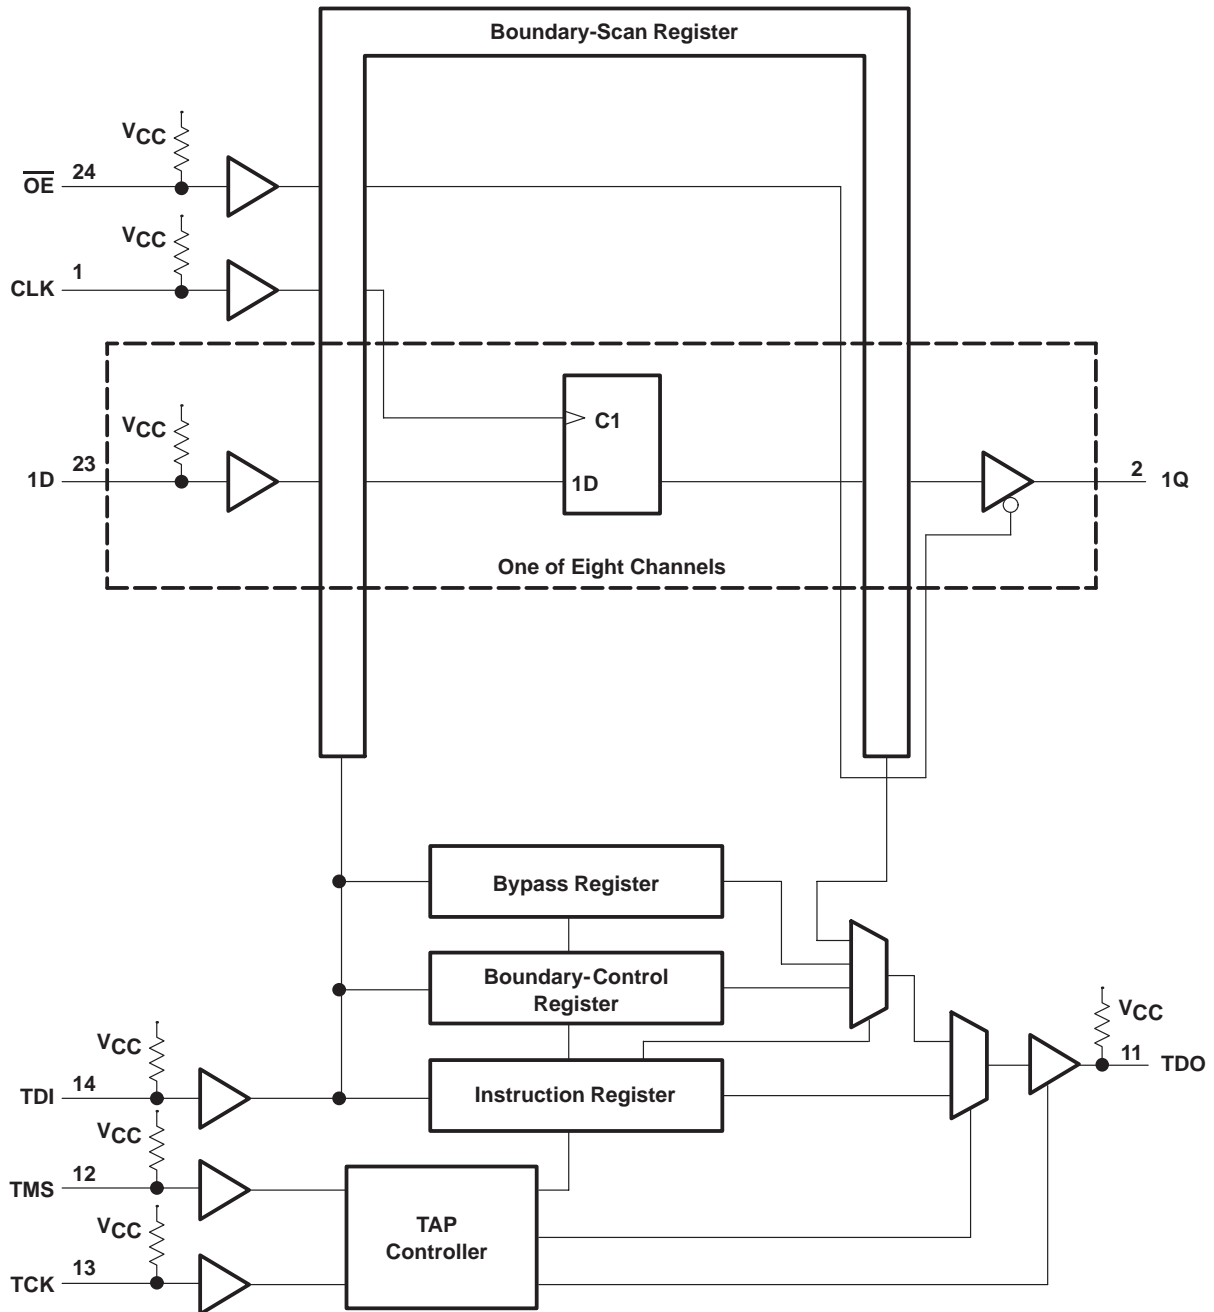 Boundary-Scan Register
VCC
OE 24
VCC
CLK 1
VCC
1D 23
C1
1D
2 1Q
One of Eight Channels
Bypass Register
Boundary-Control
Register
VCC
VCC
TDI 14
Instruction Register
11 TDO
VCC
TMS 12
TAP
Controller
VCC
TCK 13